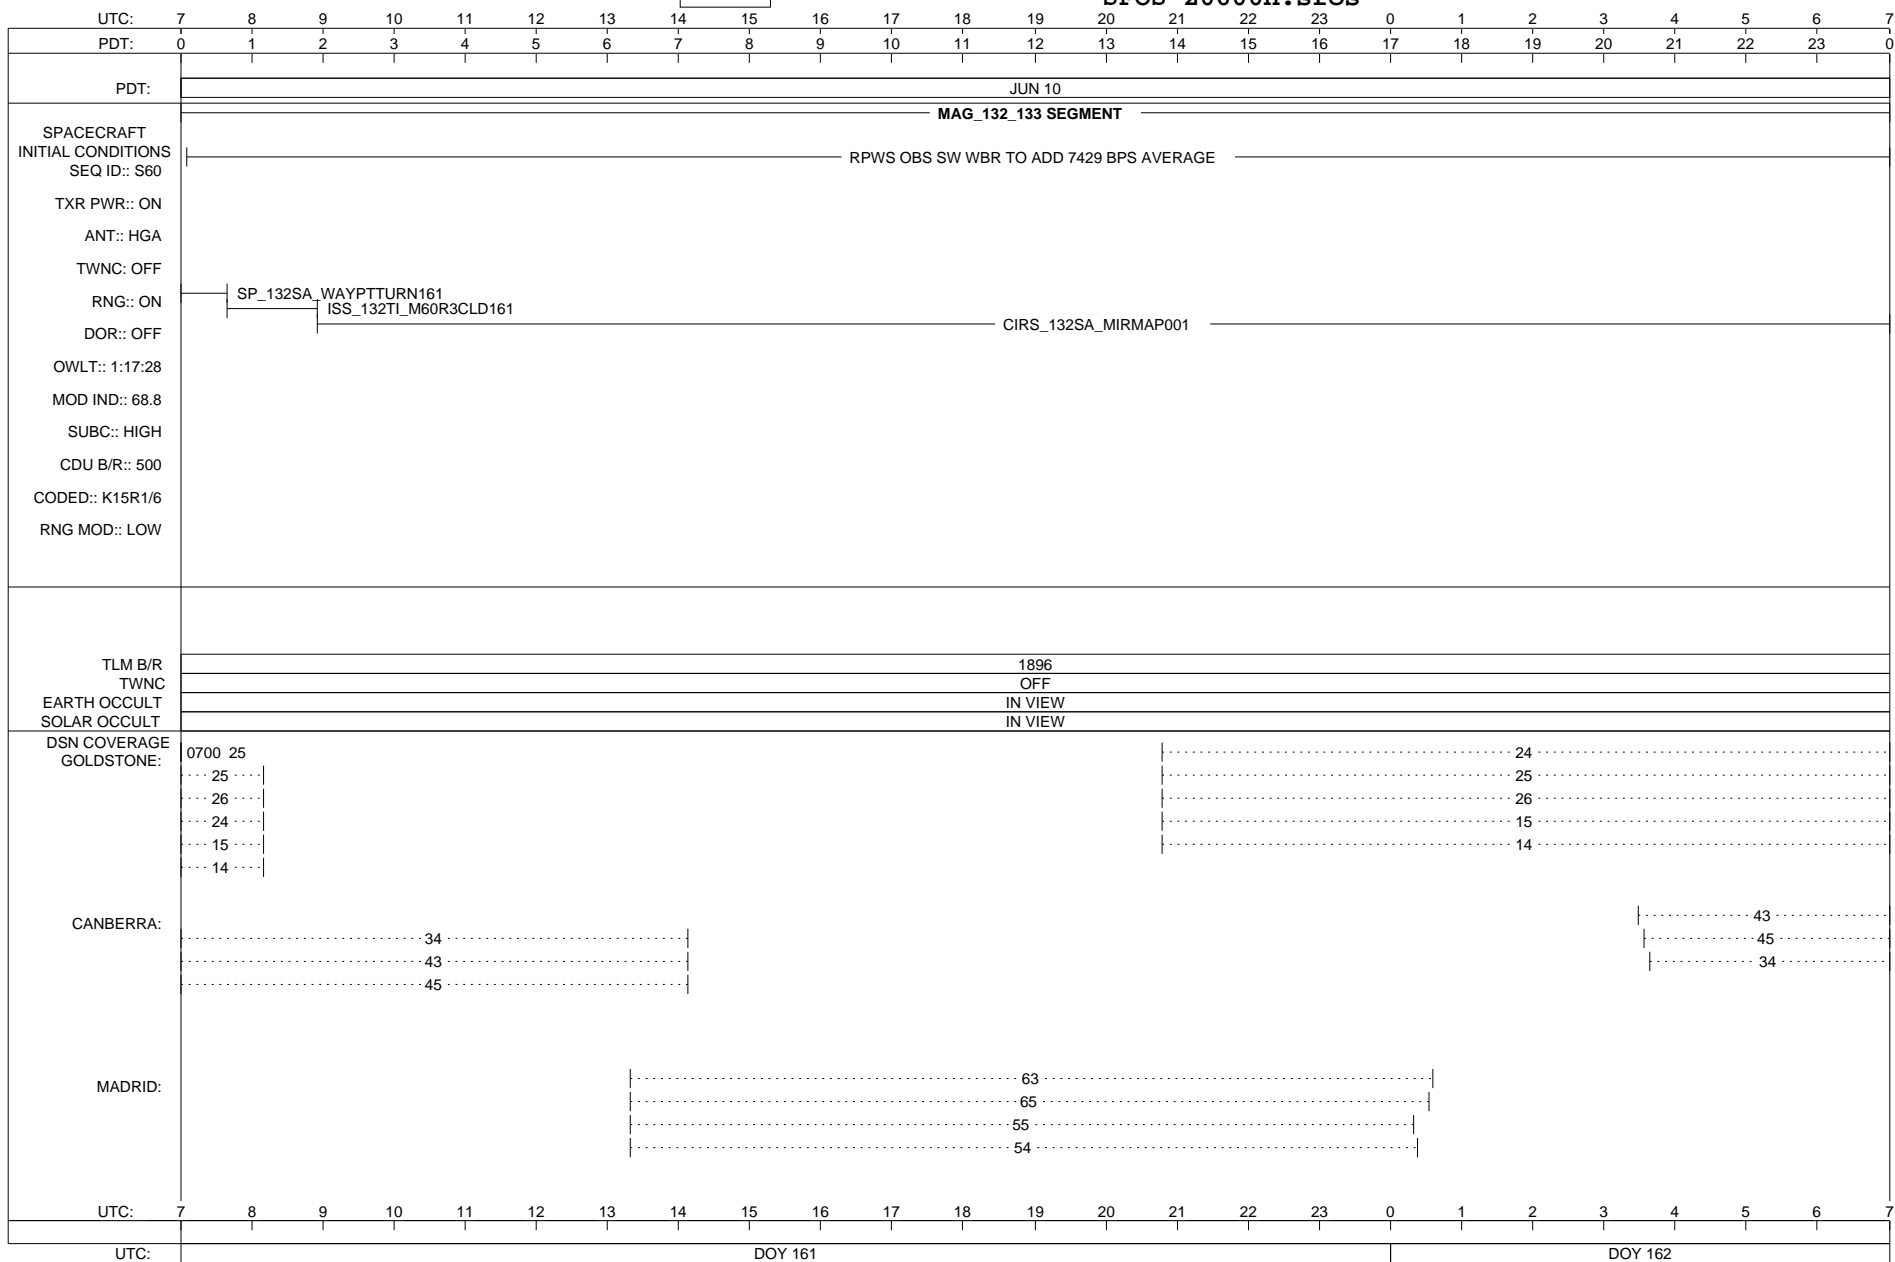 UTC: 7 8 9 10 11 12 13 14 15 16 17 18 19 20 21 22 23 0 1 2 3 4 5 6 7
PDT: 0 1 2 3 4 5 6 7 8 9 10 11 12 13 14 15 16 17 18 19 20 21 22 23 0
PDT: JUN 10
MAG_132_133 SEGMENT
SPACECRAFT
INITIAL CONDITIONS
RPWS OBS SW WBR TO ADD 7429 BPS AVERAGE
SEQ ID:: S60
TXR PWR:: ON
ANT:: HGA
TWNC: OFF
SP_132SA_WAYPTTURN161
RNG:: ON
ISS_132TI_M60R3CLD161
CIRS_132SA_MIRMAP001
DOR:: OFF
OWLT:: 1:17:28
MOD IND:: 68.8
SUBC:: HIGH
CDU B/R:: 500
CODED:: K15R1/6
RNG MOD:: LOW
TLM B/R 1896
TWNC OFF
EARTH OCCULT IN VIEW
SOLAR OCCULT IN VIEW
DSN COVERAGE
GOLDSTONE: 0700 25 24
25 25
26 26
24 15
15 14
14
CANBERRA: 43
34 45
43 34
45
MADRID: 63
65
55
54
UTC: 7 8 9 10 11 12 13 14 15 16 17 18 19 20 21 22 23 0 1 2 3 4 5 6 7
UTC: DOY 161 DOY 162